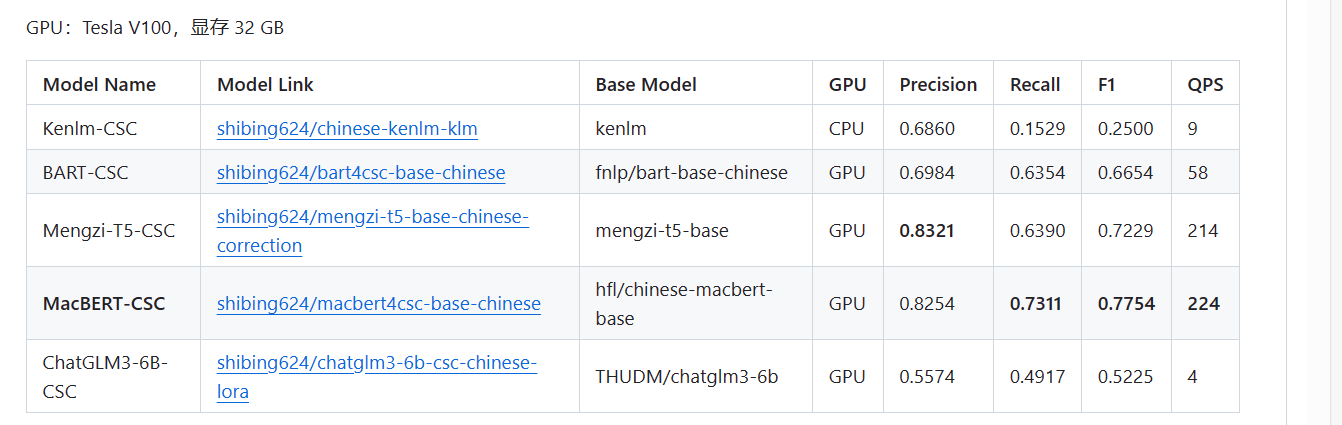 GPU：Tesla V100，显存 32 GB
Model Name Model Link Base Model GPU Precision Recall F1 QPS
Kenlm-CSC shibing624/chinese-kenlm-klm kenlm CPU 0.6860 0.1529 0.2500 9
BART-CSC shibing624/bart4csc-base-chinese fnlp/bart-base-chinese GPU 0.6984 0.6354 0.6654 58
Mengzi-T5-CSC shibing624/mengzi-t5-base-chinese-
correction mengzi-t5-base GPU 0.8321 0.6390 0.7229 214
MacBERT-CSC shibing624/macbert4csc-base-chinese hfl/chinese-macbert-
base GPU 0.8254 0.7311 0.7754 224
ChatGLM3-6B-
CSC shibing624/chatglm3-6b-csc-chinese-
lora THUDM/chatglm3-6b GPU 0.5574 0.4917 0.5225 4